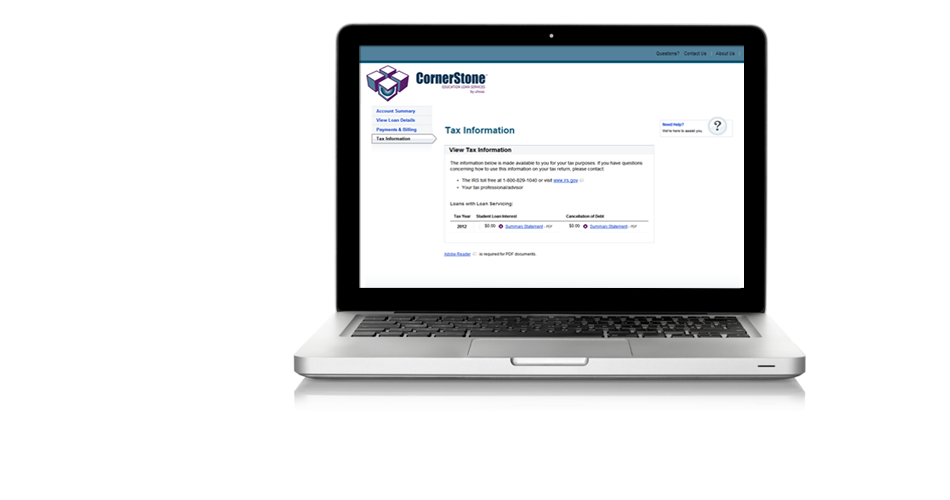 Questions? Contact Us About Us
CornerStone
EDUCATION LOAN SERVICES
by uheaa
Account Summary
View Loan Details
Payments & Billing
Tax Information
Tax Information
Need Help?
We're here to assist you.
?
View Tax Information
The information below is made available to you for your tax purposes. If you have questions
concerning how to use this information on your tax return, please contact:
• The IRS toll free at 1-800-829-1040 or visit www.irs.gov
• Your tax professional/advisor
Loans with Loan Servicing:
Tax Year Student Loan Interest Cancellation of Debt
2012 $0.00 Summary Statement - PDF $0.00 Summary Statement - PDF
Adobe Reader is required for PDF documents.